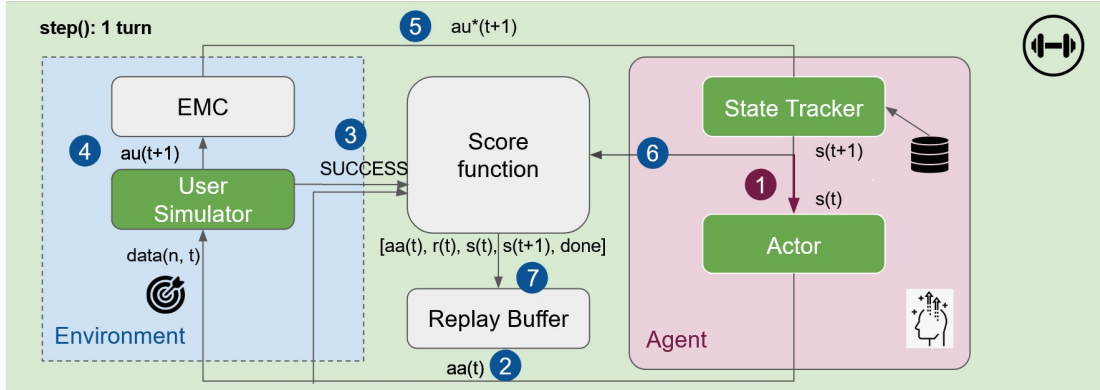 step(): 1 turn
5
au*(t+1)
EMC
State Tracker
4
au(t+1)
3
SUCCESS
Score
function
6
s(t+1)
1
s(t)
User
Simulator
Actor
data(n, t)
[aa(t), r(t), s(t), s(t+1), done]
7
Replay Buffer
Environment
Agent
aa(t)
2